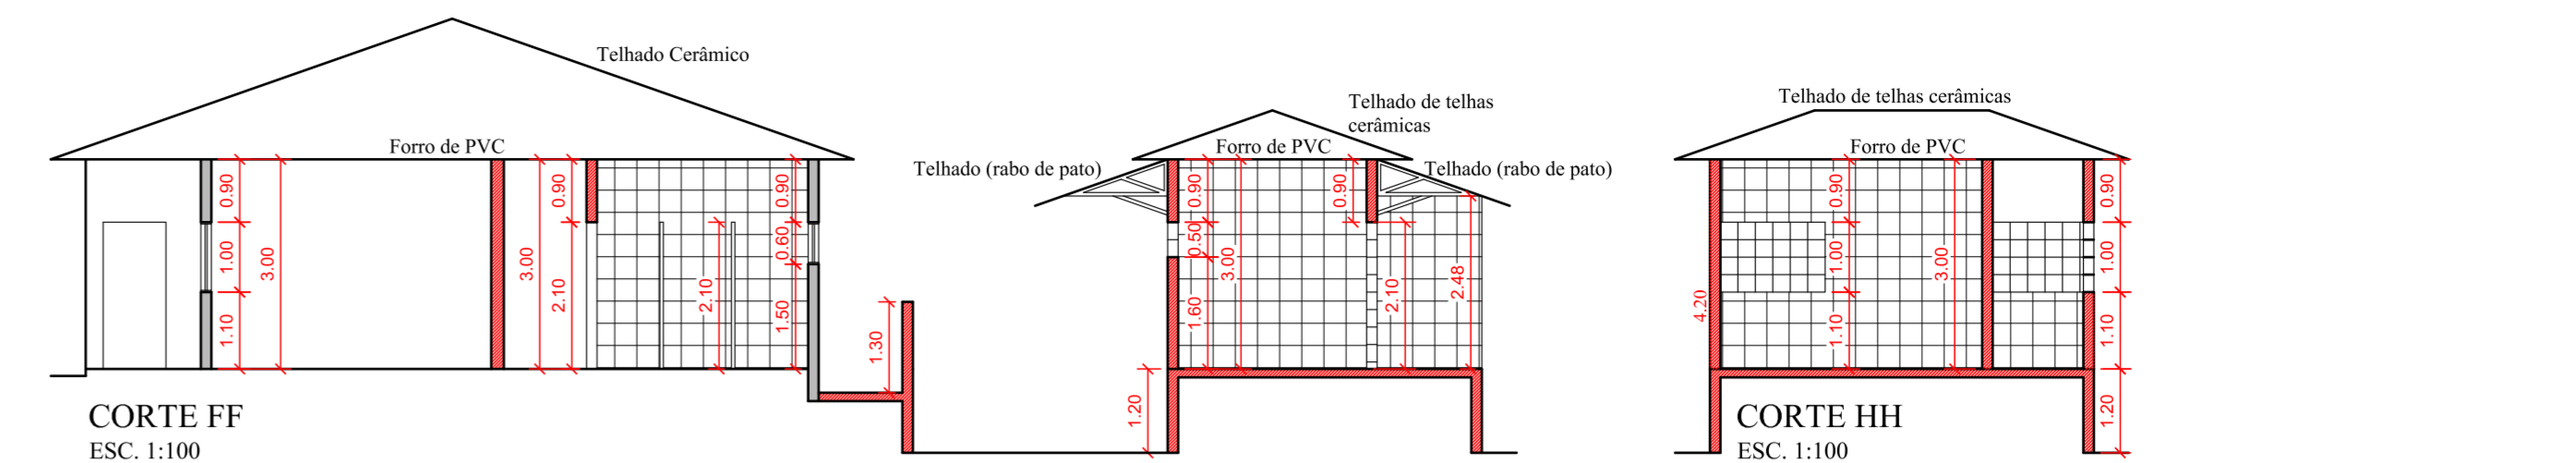 Telhado Cerâmico
Forro de PVC
0.90
1.00
1.10
3.00
3.00
0.90
2.10
2.10
0.90
0.60
1.50
1.30
CORTE FF
ESC. 1:100
Telhado de telhas
cerâmicas
Forro de PVC
Telhado (rabo de pato)
Telhado (rabo de pato)
0.90
0.50
1.60
3.00
0.90
2.10
2.48
1.20
Telhado de telhas cerâmicas
Forro de PVC
4.20
0.90
1.00
1.10
3.00
0.90
1.00
1.10
1.20
CORTE HH
ESC. 1:100